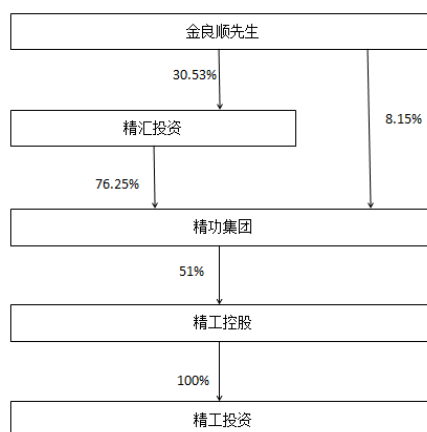 金良顺先生
30.53%
8.15%
精汇投资
76.25%
精功集团
51%
精工控股
100%
精工投资